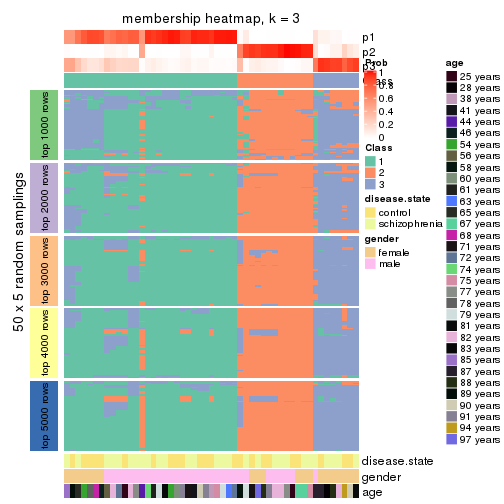 membership heatmap, k = 3
p1
p2
p3
Class
50 x 5 random samplings
top 1000 rows
top 2000 rows
top 3000 rows
top 4000 rows
top 5000 rows
disease.state
gender
age
Prob
1
0.8
0.6
0.4
0.2
0
Class
1
2
3
disease.state
control
schizophrenia
gender
female
male
age
25 years
28 years
38 years
41 years
44 years
46 years
54 years
56 years
58 years
60 years
61 years
63 years
65 years
67 years
68 years
71 years
72 years
74 years
75 years
77 years
78 years
79 years
81 years
82 years
83 years
85 years
87 years
88 years
89 years
90 years
91 years
94 years
97 years